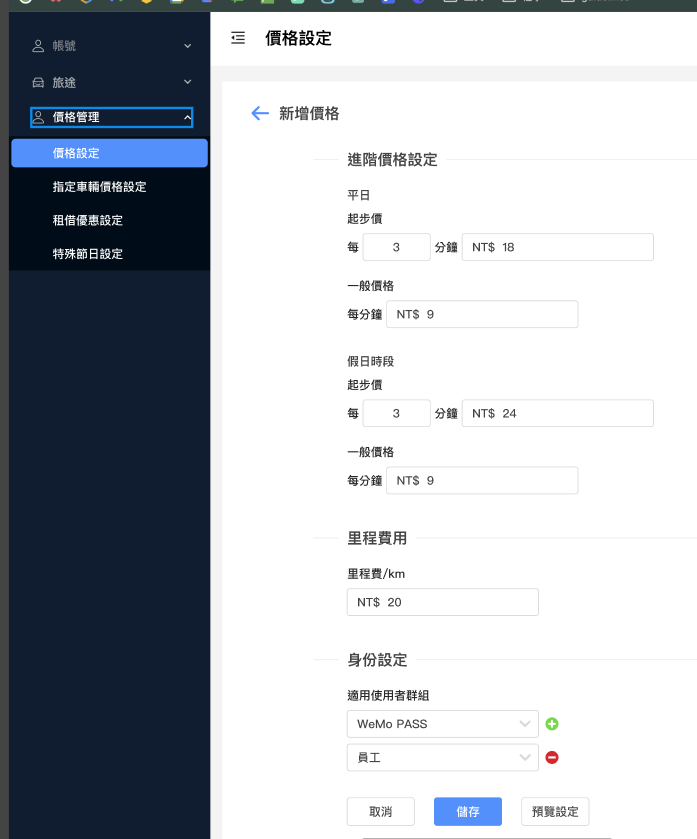 價格設定
帳號
旅途
價格管理
價格設定
指定車輛價格設定
租借優惠設定
特殊節日設定
新增價格
進階價格設定
平日
起步價
每 3 分鐘 NT$ 18
一般價格
每分鐘 NT$ 9
假日時段
起步價
每 3 分鐘 NT$ 24
一般價格
每分鐘 NT$ 9
里程費用
里程費/km
NT$ 20
身份設定
適用使用者群組
WeMo PASS
員工
取消 儲存 預覽設定